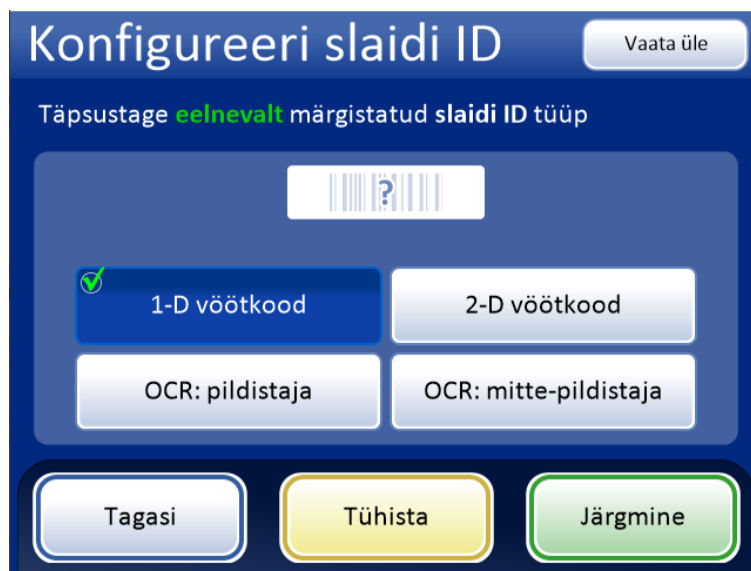 Konfigureeri slaidi ID
Vaata üle
Täpsustage eelnevalt märgistatud slaidi ID tüüp
?
1-D vöötkood
2-D vöötkood
OCR: pildistaja
OCR: mitte-pildistaja
Tagasi
Tühista
Järgmine